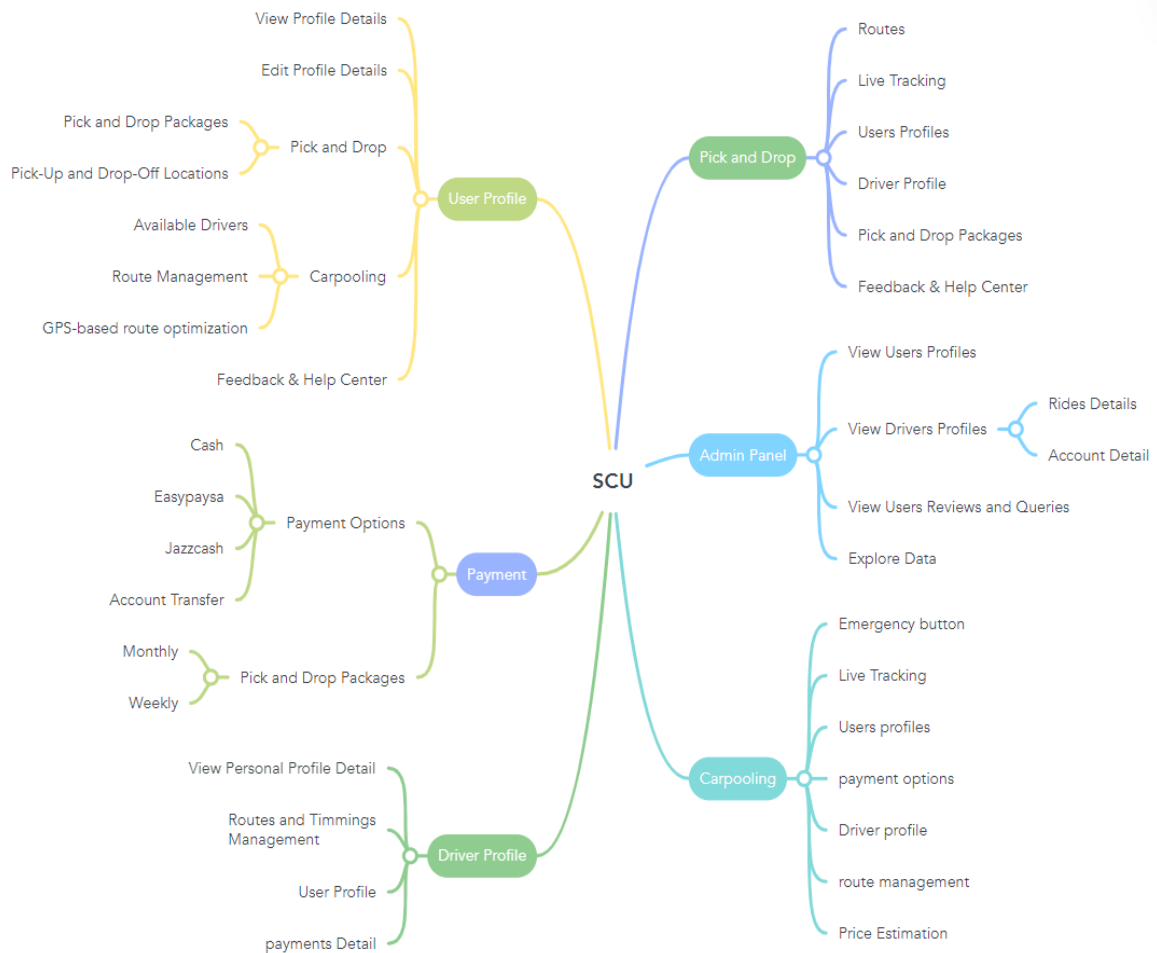 SCU
User Profile
View Profile Details
Edit Profile Details
Pick and Drop
Pick and Drop Packages
Pick-Up and Drop-Off Locations
Carpooling
Available Drivers
Route Management
GPS-based route optimization
Feedback & Help Center
Payment
Payment Options
Cash
Easypaysa
Jazzcash
Account Transfer
Pick and Drop Packages
Monthly
Weekly
Driver Profile
View Personal Profile Detail
Routes and Timmings
Management
User Profile
payments Detail
Pick and Drop
Routes
Live Tracking
Users Profiles
Driver Profile
Pick and Drop Packages
Feedback & Help Center
Admin Panel
View Users Profiles
View Drivers Profiles
Rides Details
Account Detail
View Users Reviews and Queries
Explore Data
Carpooling
Emergency button
Live Tracking
Users profiles
payment options
Driver profile
route management
Price Estimation